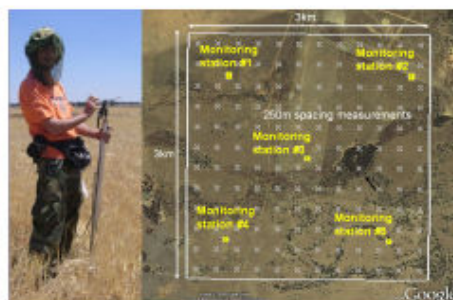 3km
Monitoring
station #1
Monitoring
station #2
250m spacing measurements
Monitoring
station #3
3km
Monitoring
station #4
Monitoring
station #5
Google